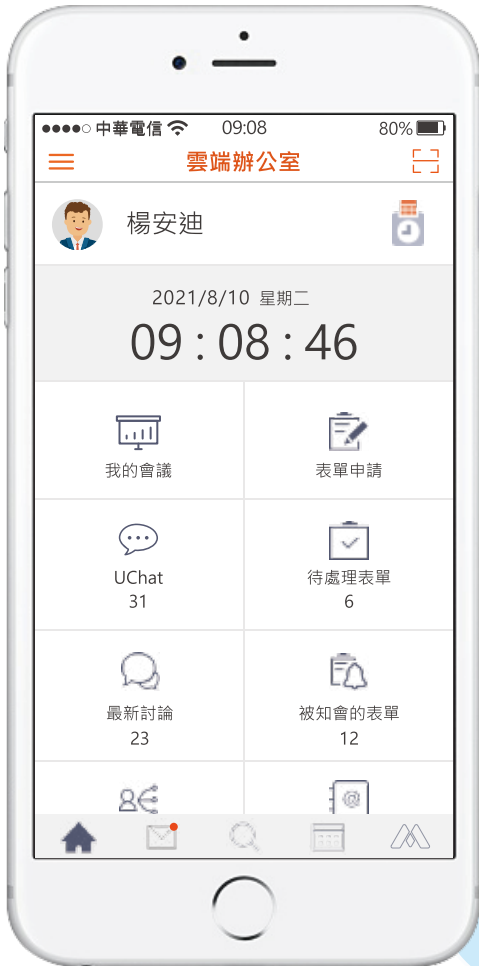 中華電信 09:08 80%
雲端辦公室
楊安迪
2021/8/10 星期二
09 : 08 : 46
我的會議 表單申請
UChat 待處理表單
31 6
最新討論 被知會的表單
23 12